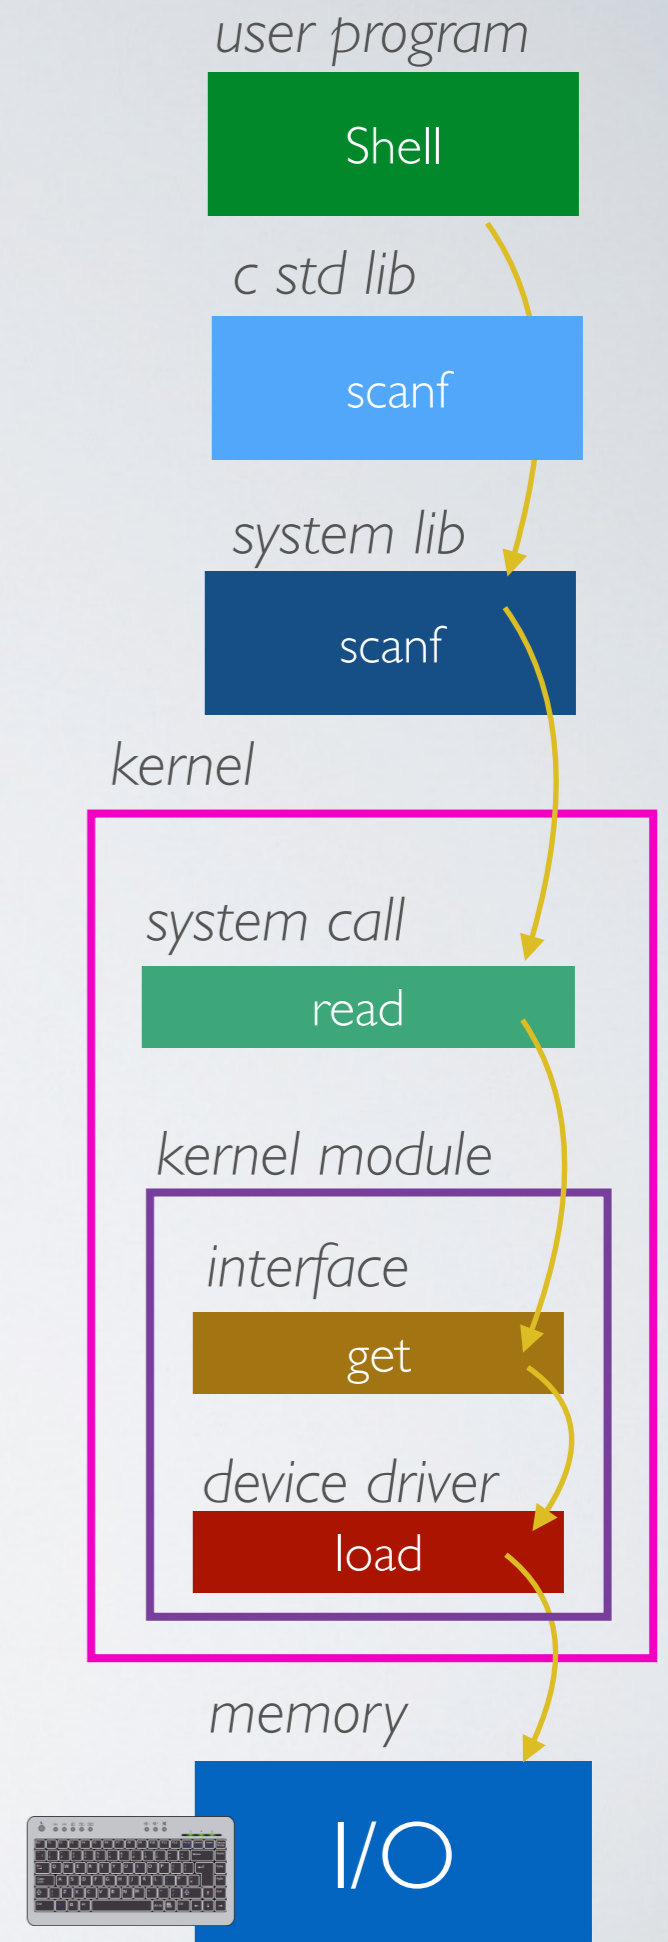 user program
Shell
c std lib
scanf
system lib
scanf
kernel
system call
read
kernel module
interface
get
device driver
load
memory
I/O